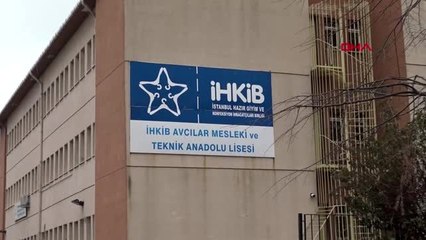 DHA
İHKİB
İSTANBUL HAZIR GİYİM VE
KONFEKSİYON İHRACATÇILARI BİRLİĞİ
İHKİB AVCILAR MESLEKİ ve
TEKNİK ANADOLU LİSESİ